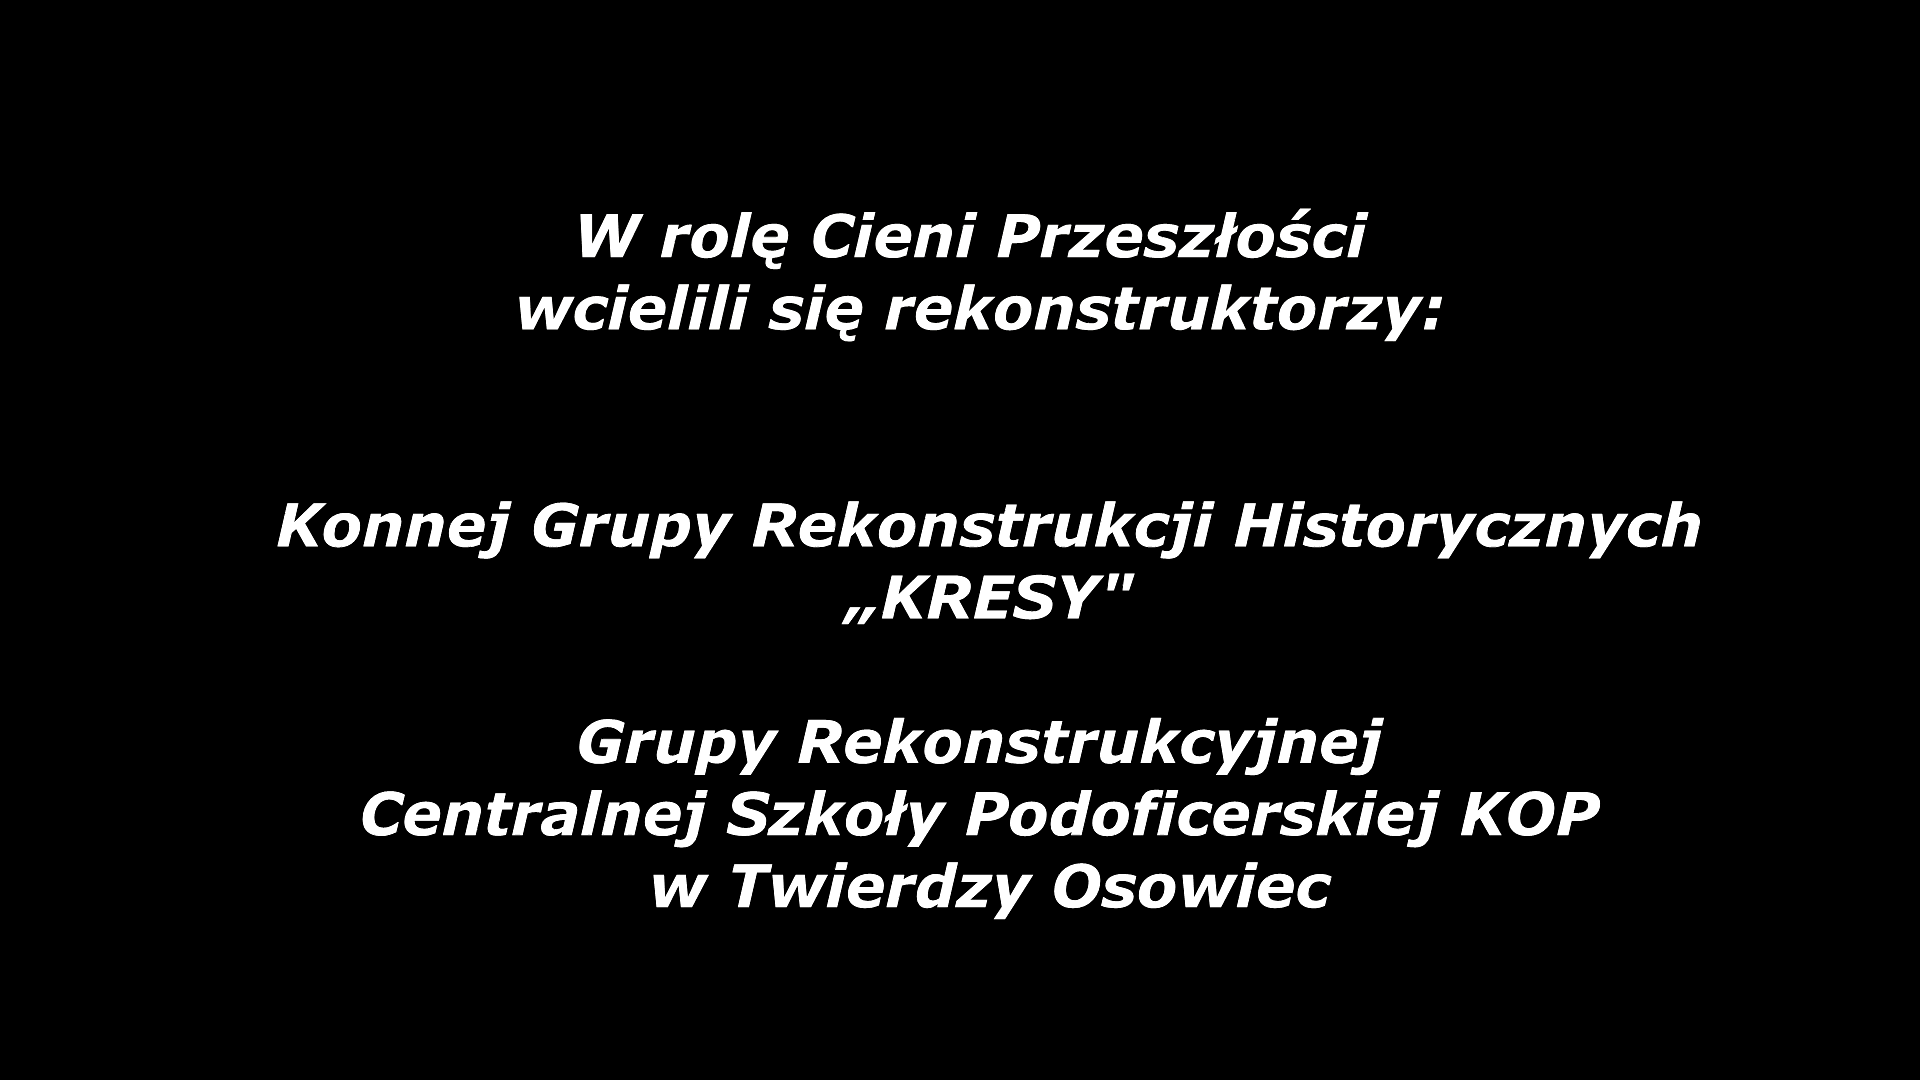 W rolę Cieni Przeszłości
wcielili się rekonstruktorzy:
Konnej Grupy Rekonstrukcji Historycznych
„KRESY"
Grupy Rekonstrukcyjnej
Centralnej Szkoły Podoficerskiej KOP
w Twierdzy Osowiec